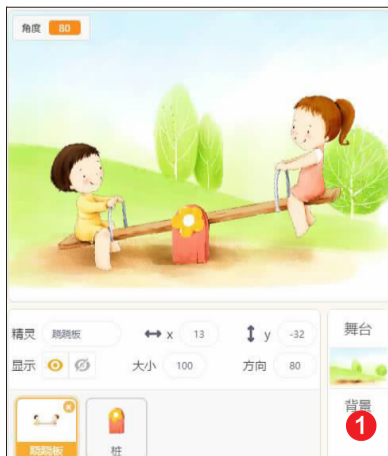 角度 80
精灵 跷跷板 x 13 y -32
显示 大小 100 方向 80
舞台
背景
1
跷跷板 桩